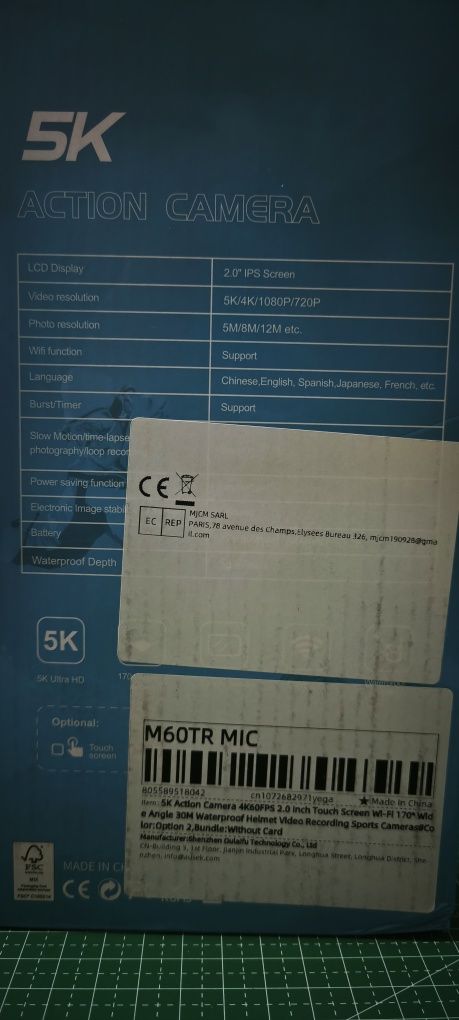 5K
ACTION CAMERA
LCD Display 2.0" IPS Screen
Video resolution 5K/4K/1080P/720P
Photo resolution 5M/8M/12M etc.
Wifi function Support
Language Chinese,English, Spanish,Japanese, French, etc.
Burst/Timer Support
Slow Motion/time-lapse
photography/loop
Power saving function
Electronic Image
Battery
Waterproof Depth
CE
EC REP
MJCM SARL
PARIS,78 avenue des Champs,Elysees Bureau 326, mjcm190928@gma
il.com
5K
5K Ultra HD
Optional:
Touch
screen
M60TR MIC
805589518042 cn1072682971yega ★Made in China
Item: 5K Action Camera 4K60FPS 2.0 Inch Touch Screen Wi-Fi 170° Wid
e Angle 30M Waterproof Helmet Video Recording Sports Cameras#Co
lor:Option 2,Bundle:Without Card
Manufacturer:Shenzhen Oulaifu Technology Co., Ltd
CN-Building 3, 1st Floor, Jianjin Industrial Park, Longhua Street, Longhua District, She
nzhen, info@ausek.com
FSC
MIX
MADE IN
CE